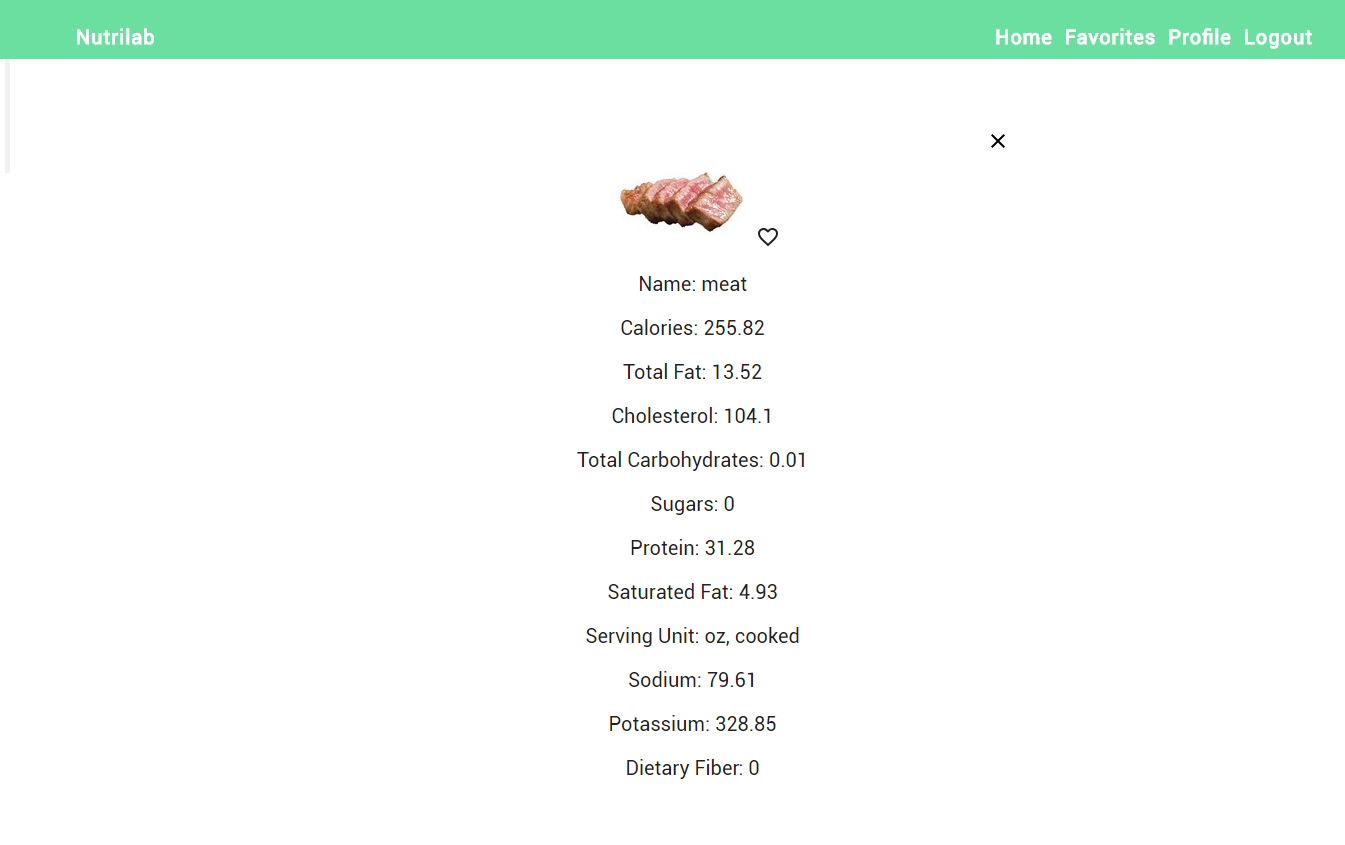 Nutrilab
Home Favorites Profile Logout
Name: meat
Calories: 255.82
Total Fat: 13.52
Cholesterol: 104.1
Total Carbohydrates: 0.01
Sugars: 0
Protein: 31.28
Saturated Fat: 4.93
Serving Unit: oz, cooked
Sodium: 79.61
Potassium: 328.85
Dietary Fiber: 0